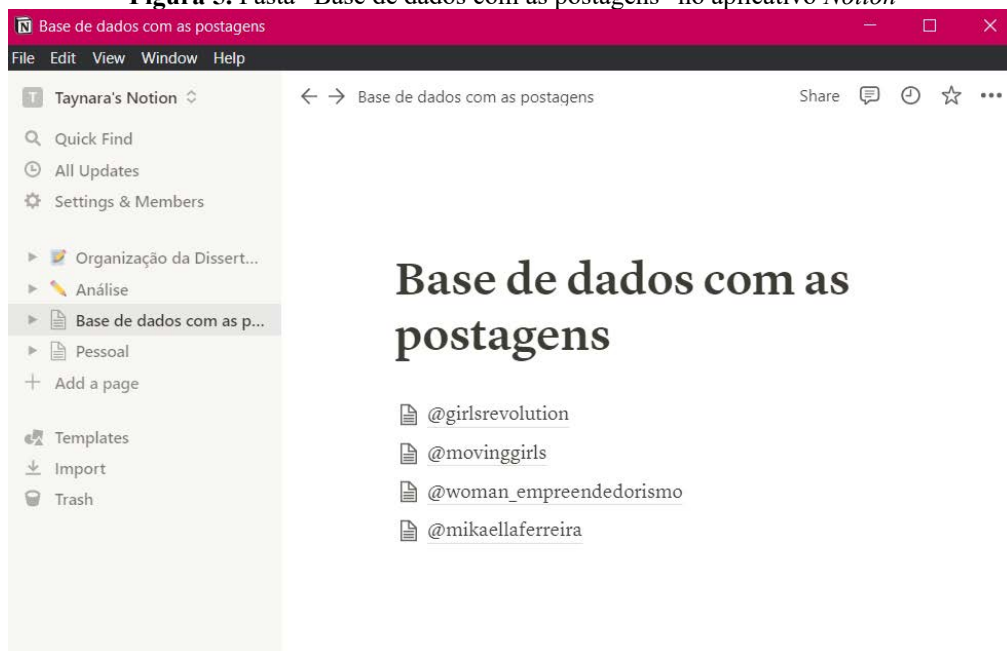 Figura 5. Pasta "Base de dados com as postagens" no aplicativo Notion
Base de dados com as postagens
File Edit View Window Help
T Taynara's Notion
Base de dados com as postagens
Share
Quick Find
All Updates
Settings & Members
Organização da Dissert...
Análise
Base de dados com as p...
Pessoal
Add a page
Templates
Import
Trash
Base de dados com as
postagens
@girlsrevolution
@movinggirls
@woman_empreendedorismo
@mikaellaferreira